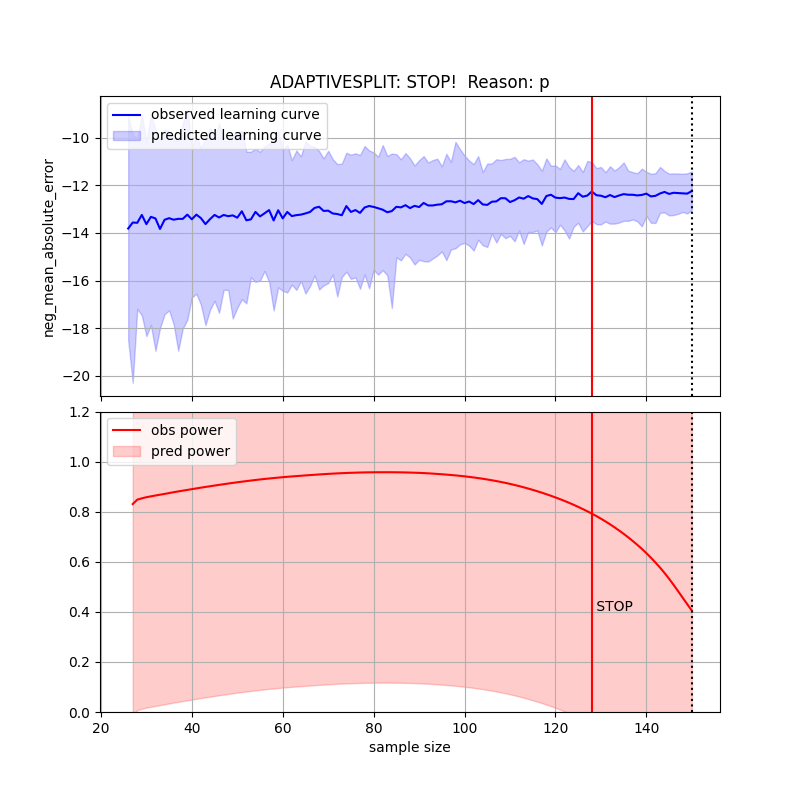 ADAPTIVESPLIT: STOP!  Reason: p
observed learning curve
predicted learning curve
neg_mean_absolute_error
−10
−12
−14
−16
−18
−20
obs power
pred power
1.2
1.0
0.8
0.6
0.4
0.2
0.0
STOP
20 40 60 80 100 120 140
sample size